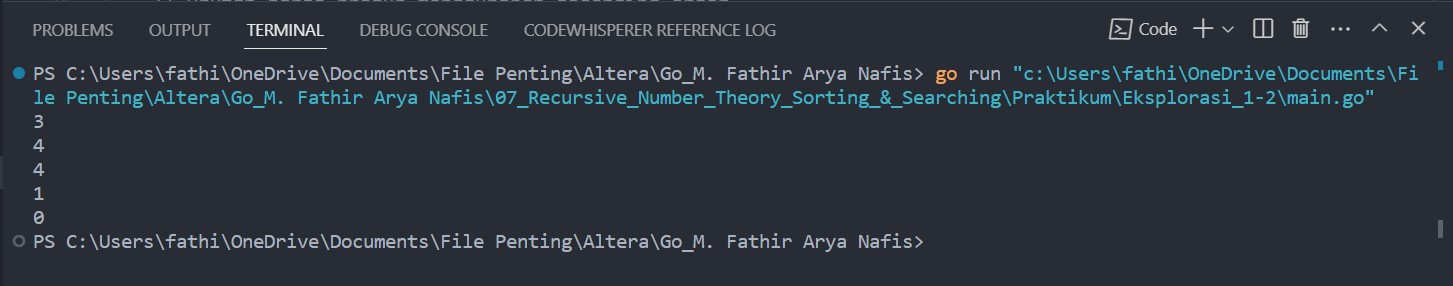 PROBLEMS OUTPUT TERMINAL DEBUG CONSOLE CODEWHISPERER REFERENCE LOG Code
PS C:\Users\fathi\OneDrive\Documents\File Penting\Altera\Go_M. Fathir Arya Nafis> go run "c:\Users\fathi\OneDrive\Documents\Fi
le Penting\Altera\Go_M. Fathir Arya Nafis\07_Recursive_Number_Theory_Sorting_&_Searching\Praktikum\Eksplorasi_1-2\main.go"
3
4
4
1
0
PS C:\Users\fathi\OneDrive\Documents\File Penting\Altera\Go_M. Fathir Arya Nafis>